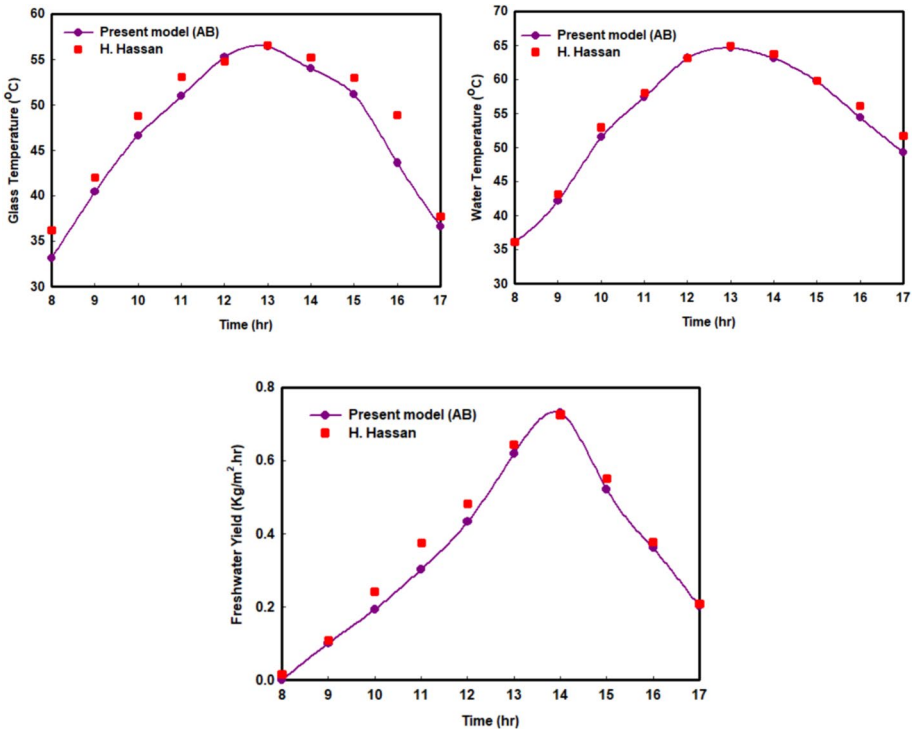 Present model (AB)
H. Hassan
Glass Temperature (°C)
60
55
50
45
40
35
30
8 9 10 11 12 13 14 15 16 17
Time (hr)
Present model (AB)
H. Hassan
Water Temperature (°C)
70
65
60
55
50
45
40
35
30
8 9 10 11 12 13 14 15 16 17
Time (hr)
Present model (AB)
H. Hassan
Freshwater Yield (Kg/m².hr)
0.8
0.6
0.4
0.2
0.0
8 9 10 11 12 13 14 15 16 17
Time (hr)